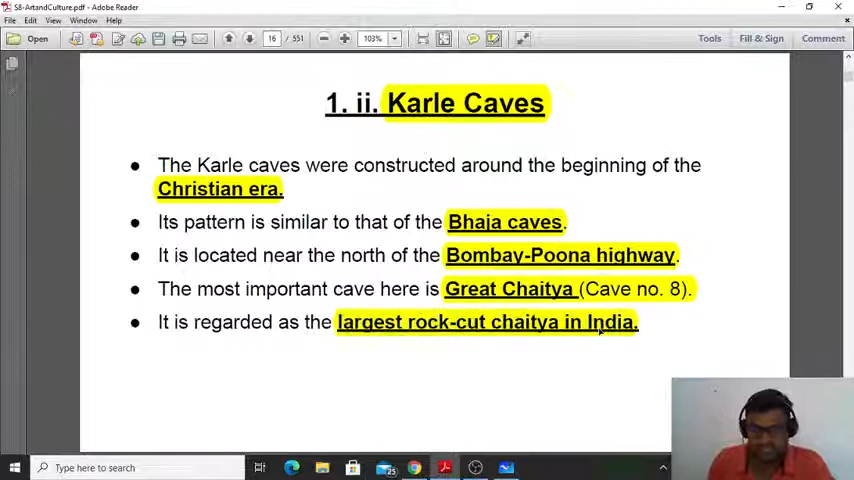 S8-ArtandCulture.pdf - Adobe Reader
File Edit View Window Help
Open 16 / 551 103% Tools Fill & Sign Comment
1. ii. Karle Caves
● The Karle caves were constructed around the beginning of the
Christian era.
● Its pattern is similar to that of the Bhaja caves.
● It is located near the north of the Bombay-Poona highway.
● The most important cave here is Great Chaitya (Cave no. 8).
● It is regarded as the largest rock-cut chaitya in India.
Type here to search 25